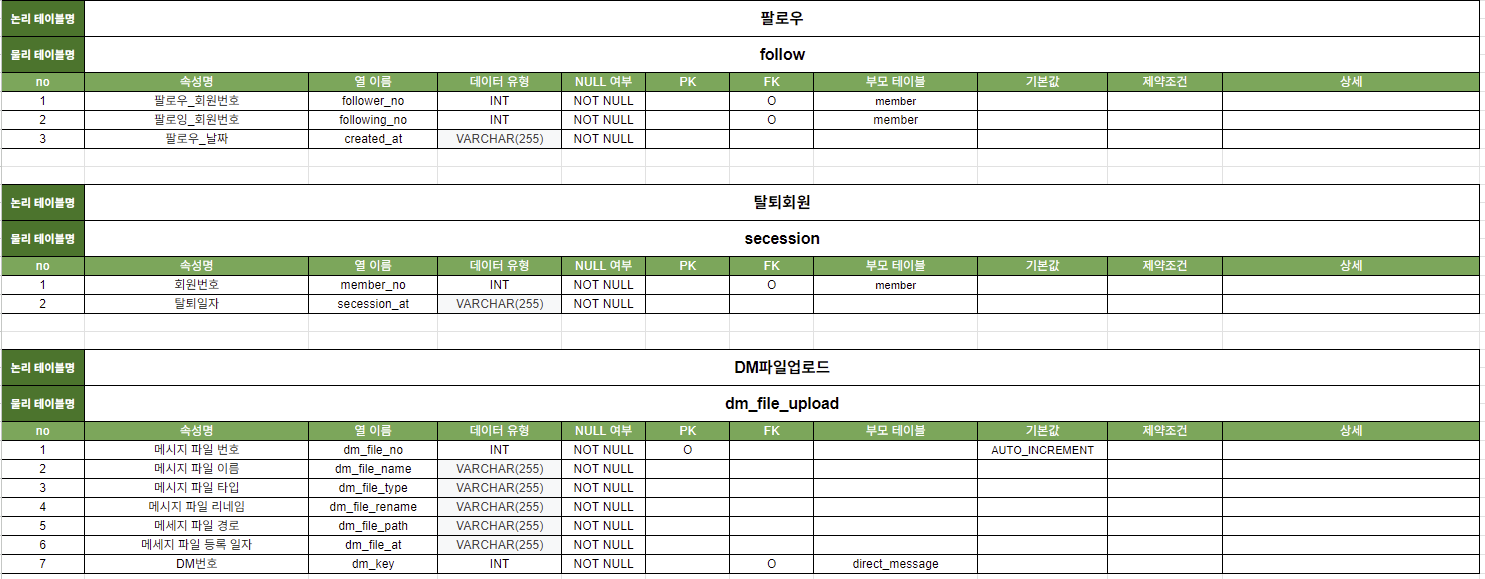 논리 테이블명 팔로우
물리 테이블명 follow
no 속성명 열 이름 데이터 유형 NULL 여부 PK FK 부모 테이블 기본값 제약조건 상세
1 팔로우_회원번호 follower_no INT NOT NULL O member
2 팔로잉_회원번호 following_no INT NOT NULL O member
3 팔로우_날짜 created_at VARCHAR(255) NOT NULL
논리 테이블명 탈퇴회원
물리 테이블명 secession
no 속성명 열 이름 데이터 유형 NULL 여부 PK FK 부모 테이블 기본값 제약조건 상세
1 회원번호 member_no INT NOT NULL O member
2 탈퇴일자 secession_at VARCHAR(255) NOT NULL
논리 테이블명 DM파일업로드
물리 테이블명 dm_file_upload
no 속성명 열 이름 데이터 유형 NULL 여부 PK FK 부모 테이블 기본값 제약조건 상세
1 메시지 파일 번호 dm_file_no INT NOT NULL O AUTO_INCREMENT
2 메시지 파일 이름 dm_file_name VARCHAR(255) NOT NULL
3 메시지 파일 타입 dm_file_type VARCHAR(255) NOT NULL
4 메시지 파일 리네임 dm_file_rename VARCHAR(255) NOT NULL
5 메세지 파일 경로 dm_file_path VARCHAR(255) NOT NULL
6 메세지 파일 등록 일자 dm_file_at VARCHAR(255) NOT NULL
7 DM번호 dm_key INT NOT NULL O direct_message